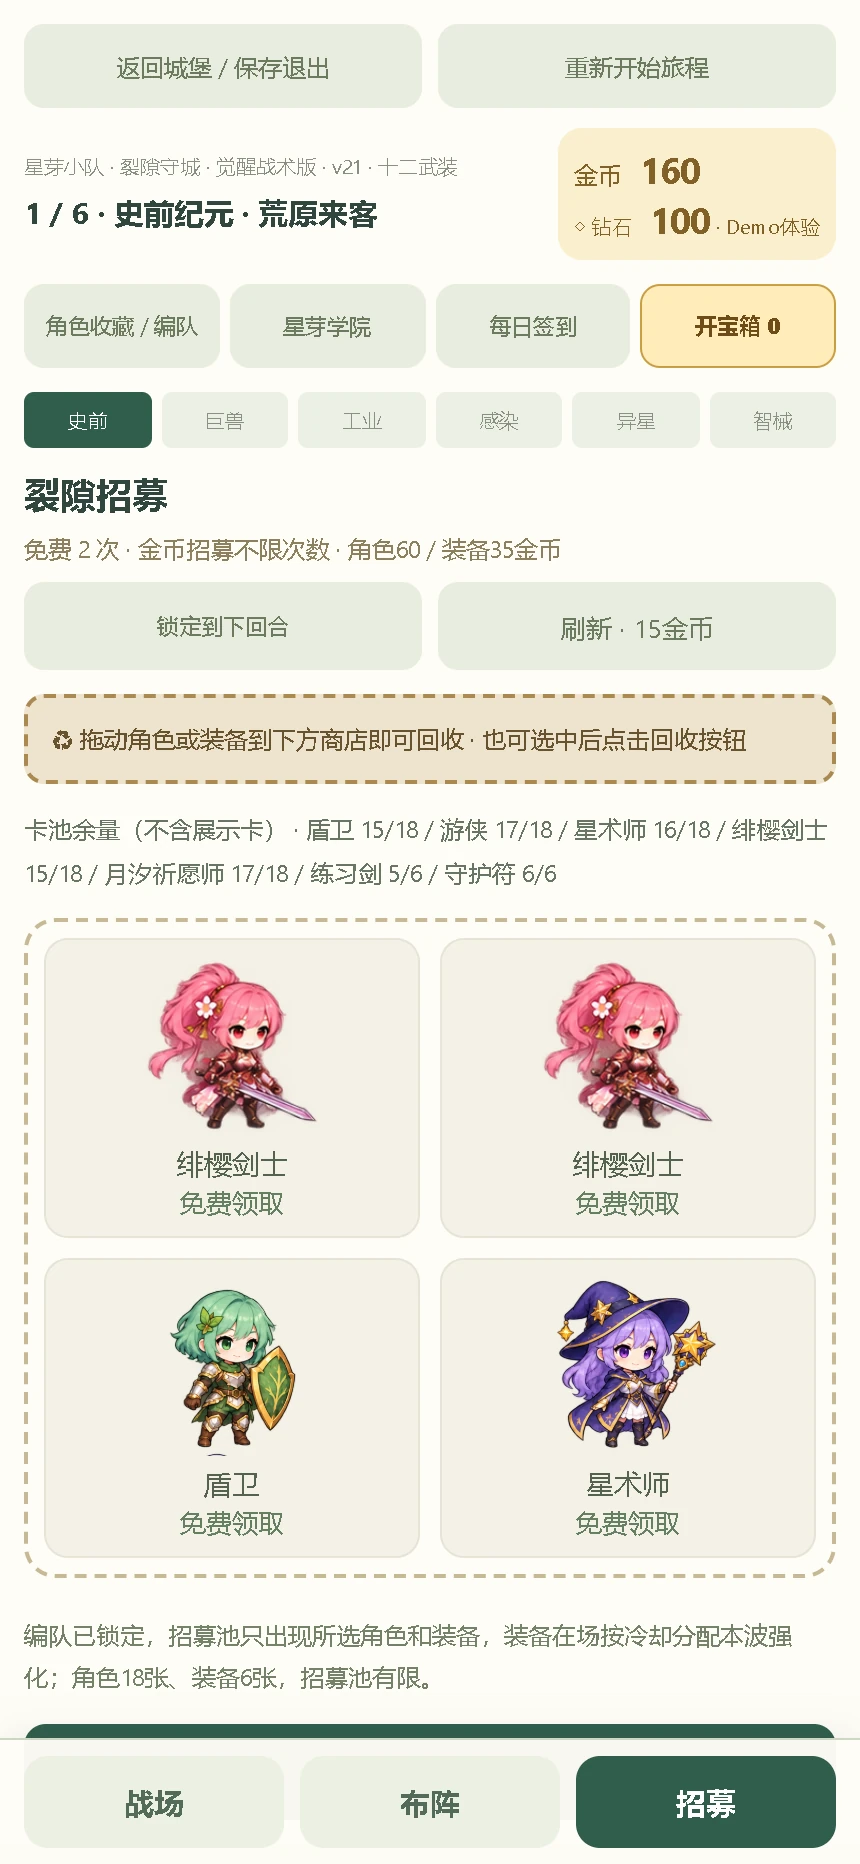 返回城堡 / 保存退出
重新开始旅程
星芽小队 · 裂隙守城 · 觉醒战术版 · v21 · 十二武装
1 / 6 · 史前纪元 · 荒原来客
金币 160
◇ 钻石 100 · Demo体验
角色收藏 / 编队
星芽学院
每日签到
开宝箱 0
史前
巨兽
工业
感染
异星
智械
裂隙招募
免费 2 次 · 金币招募不限次数 · 角色60 / 装备35金币
锁定到下回合
刷新 · 15金币
♻ 拖动角色或装备到下方商店即可回收 · 也可选中后点击回收按钮
卡池余量（不含展示卡） · 盾卫 15/18 / 游侠 17/18 / 星术师 16/18 / 绯樱剑士
15/18 / 月汐祈愿师 17/18 / 练习剑 5/6 / 守护符 6/6
绯樱剑士
免费领取
绯樱剑士
免费领取
盾卫
免费领取
星术师
免费领取
编队已锁定，招募池只出现所选角色和装备，装备在场按冷却分配本波强
化；角色18张、装备6张，招募池有限。
战场
布阵
招募